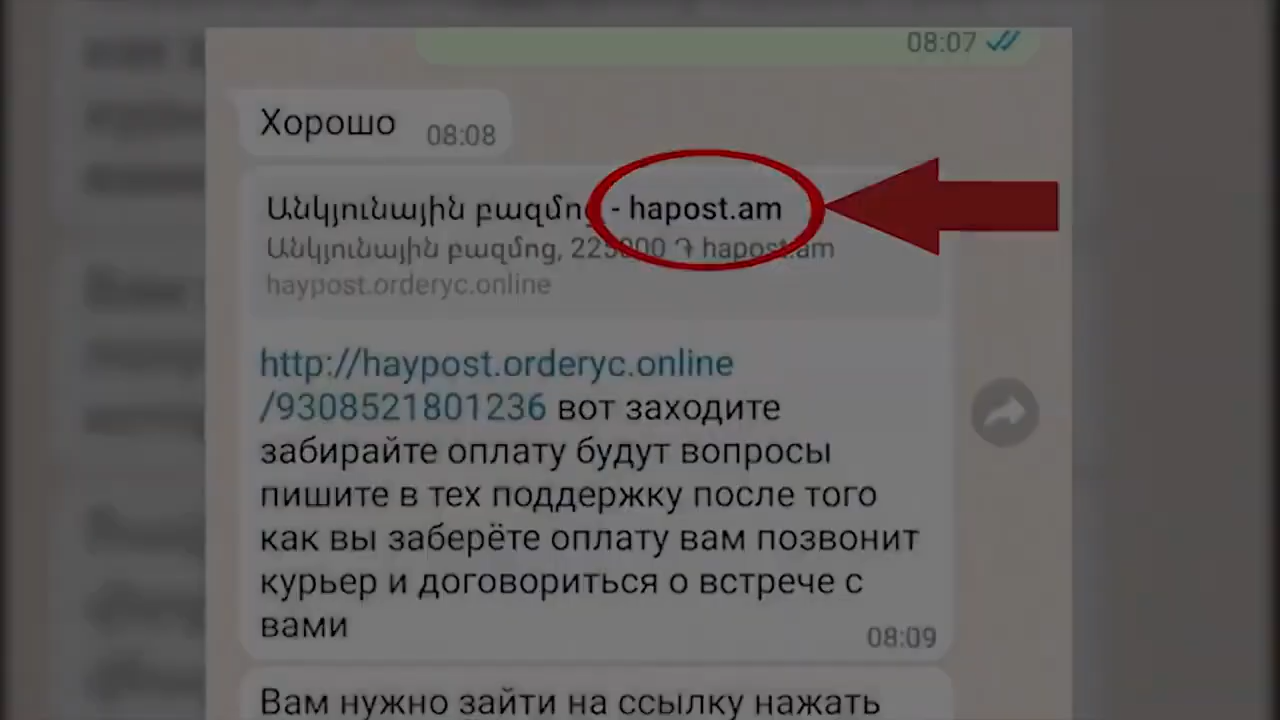 08:07
Хорошо 08:08
Անկյունային բազմոց - hapost.am
Անկյունային բազմոց, 225000 ֏ hapost.am
haypost.orderyc.online
http://haypost.orderyc.online
/9308521801236 вот заходите
забирайте оплату будут вопросы
пишите в тех поддержку после того
как вы заберёте оплату вам позвонит
курьер и договориться о встрече с
вами
08:09
Вам нужно зайти на ссылку нажать